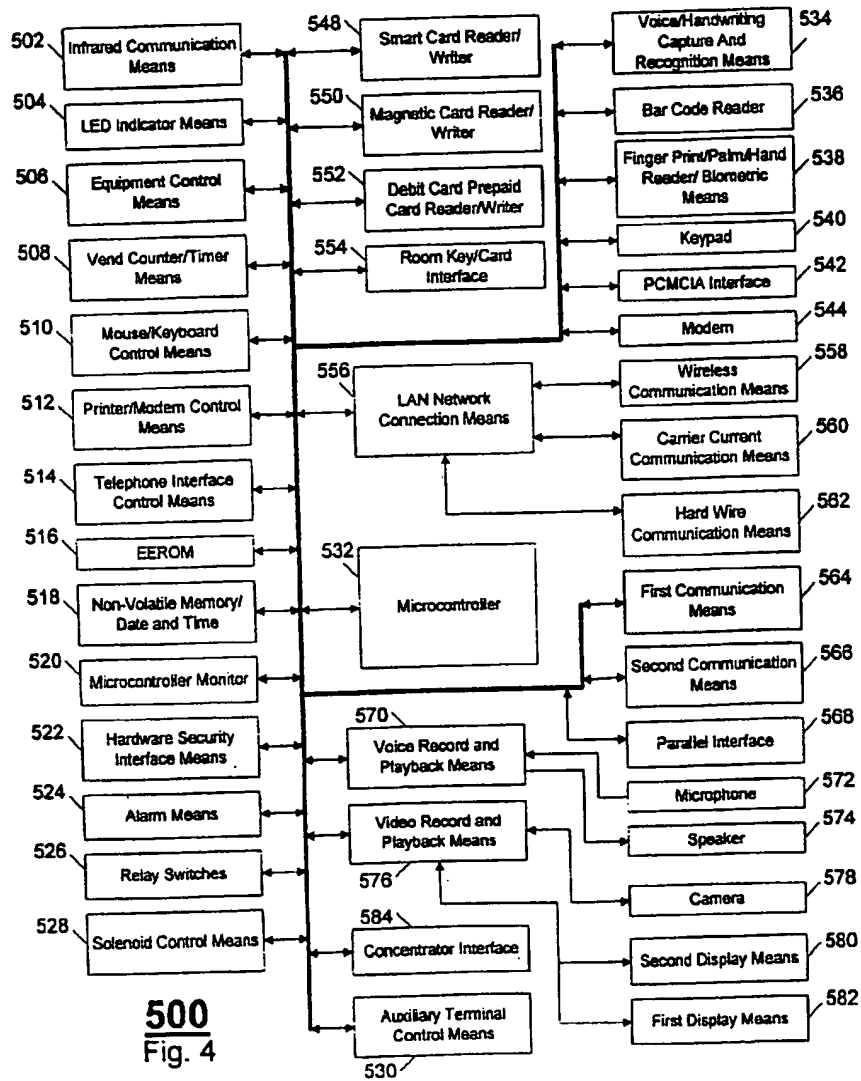 502
Infrared Communication
Means
504
LED Indicator Means
506
Equipment Control
Means
508
Vend Counter/Timer
Means
510
Mouse/Keyboard
Control Means
512
Printer/Modem Control
Means
514
Telephone Interface
Control Means
516
EEROM
518
Non-Volatile Memory/
Date and Time
520
Microcontroller Monitor
522
Hardware Security
Interface Means
524
Alarm Means
526
Relay Switches
528
Solenoid Control Means
548
Smart Card Reader/
Writer
550
Magnetic Card Reader/
Writer
552
Debit Card Prepaid
Card Reader/Writer
554
Room Key/Card
Interface
556
LAN Network
Connection Means
532
Microcontroller
570
Voice Record and
Playback Means
Video Record and
Playback Means
576
584
Concentrator Interface
Auxiliary Terminal
Control Means
530
Voice/Handwriting
Capture And
Recognition Means
534
Bar Code Reader
536
Finger Print/Palm/Hand
Reader/ Biometric
Means
538
Keypad
540
PCMCIA Interface
542
Modem
544
Wireless
Communication Means
558
Carrier Current
Communication Means
560
Hard Wire
Communication Means
562
First Communication
Means
564
Second Communication
Means
566
Parallel Interface
568
Microphone
572
Speaker
574
Camera
578
Second Display Means
580
First Display Means
582
500
Fig. 4